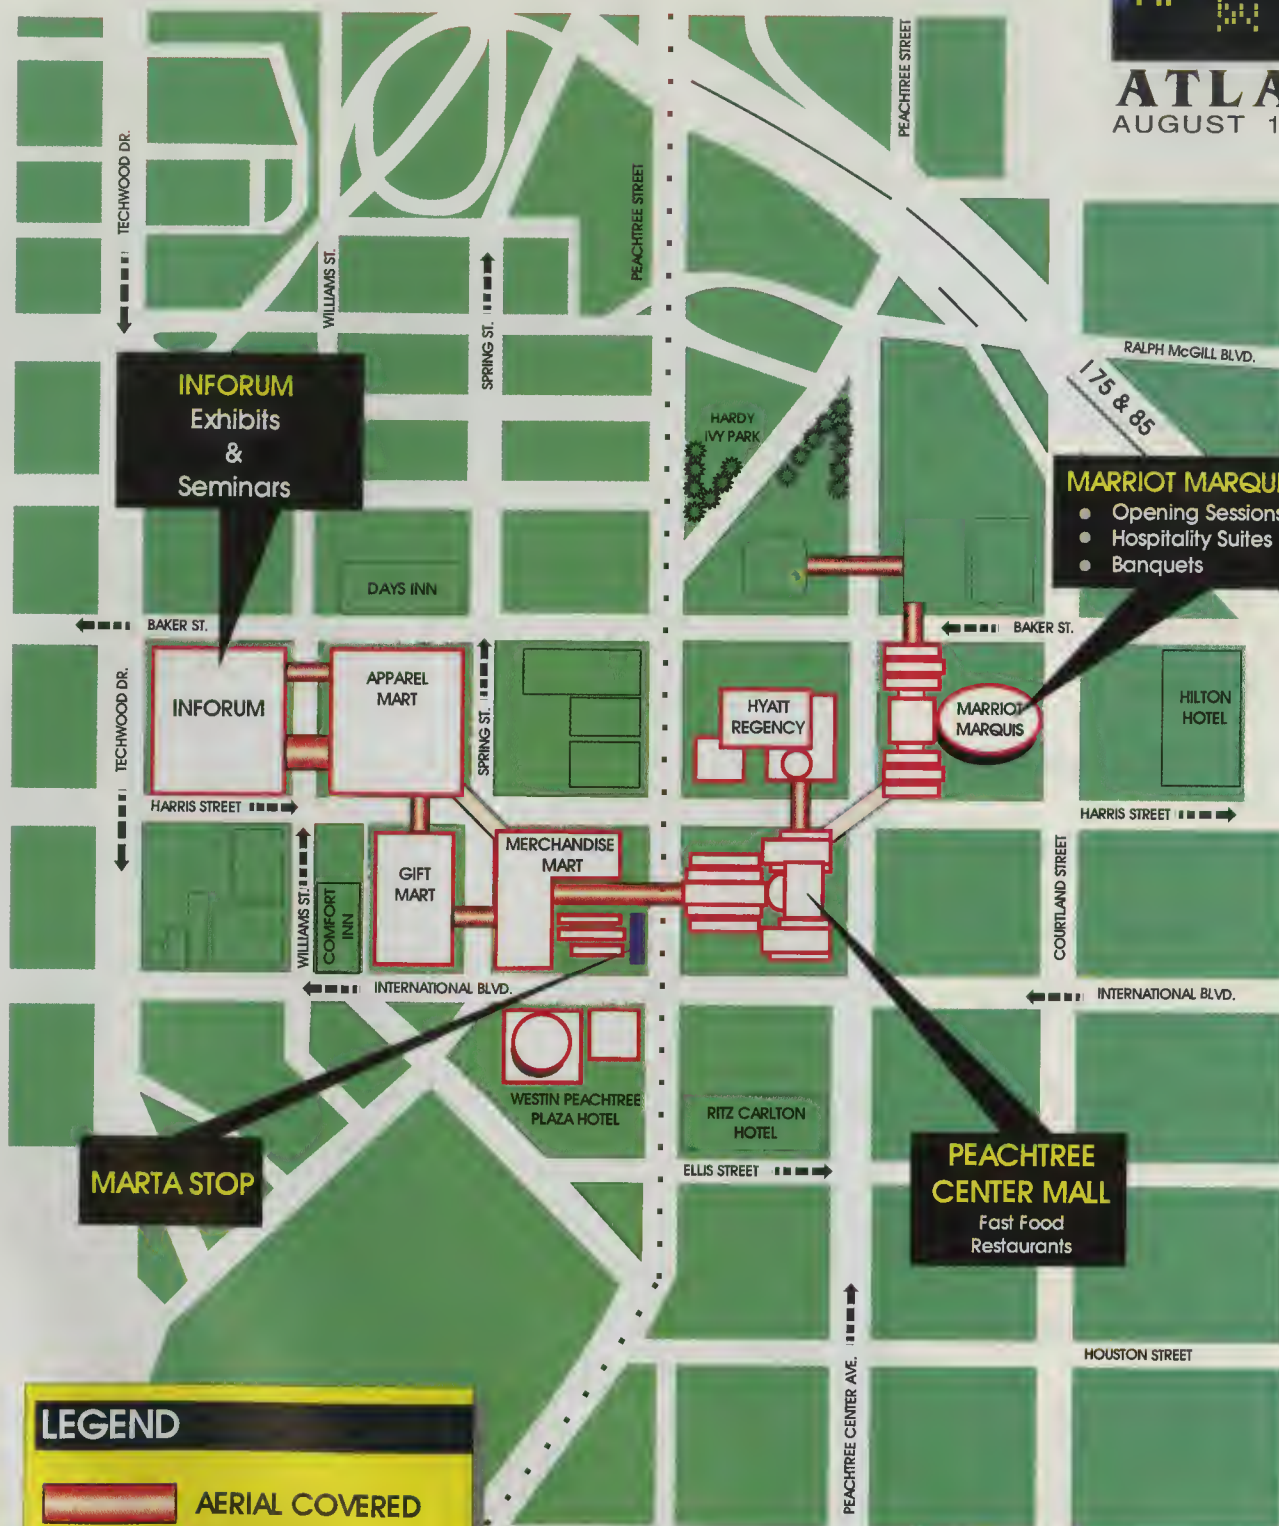 ATLA
AUGUST 1
PEACHTREE STREET
TECHWOOD DR.
PEACHTREE STREET
WILLIAMS ST.
SPRING ST.
RALPH McGILL BLVD.
I 75 & 85
INFORUM
Exhibits
&
Seminars
HARDY
IVY PARK
MARRIOT MARQUI
• Opening Sessions
• Hospitality Suites
• Banquets
DAYS INN
BAKER ST.
BAKER ST.
TECHWOOD DR.
INFORUM
APPAREL
MART
SPRING ST.
HYATT
REGENCY
MARRIOT
MARQUIS
HILTON
HOTEL
HARRIS STREET
HARRIS STREET
WILLIAMS ST.
COMFORT
INN
GIFT
MART
MERCHANDISE
MART
COURTLAND STREET
INTERNATIONAL BLVD.
INTERNATIONAL BLVD.
WESTIN PEACHTREE
PLAZA HOTEL
RITZ CARLTON
HOTEL
MARTA STOP
ELLIS STREET
PEACHTREE
CENTER MALL
Fast Food
Restaurants
HOUSTON STREET
PEACHTREE CENTER AVE.
LEGEND
AERIAL COVERED